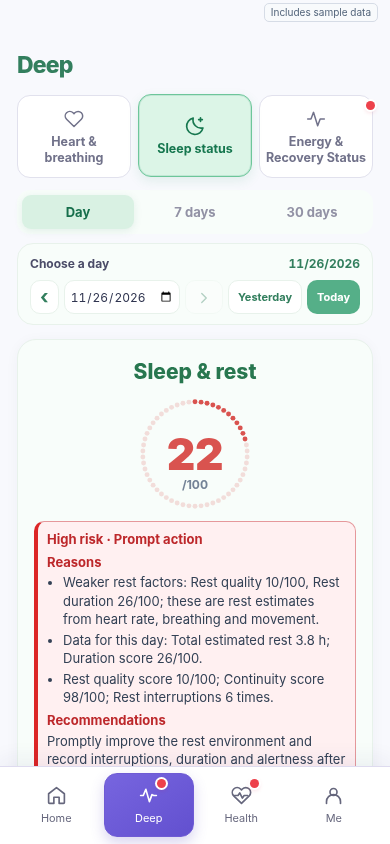 Includes sample data
Deep
Heart &
breathing
Sleep status
Energy &
Recovery Status
Day
7 days
30 days
Choose a day
11/26/2026
11/26/2026
Yesterday
Today
Sleep & rest
22
/100
High risk · Prompt action
Reasons
• Weaker rest factors: Rest quality 10/100, Rest
duration 26/100; these are rest estimates
from heart rate, breathing and movement.
• Data for this day: Total estimated rest 3.8 h;
Duration score 26/100.
• Rest quality score 10/100; Continuity score
98/100; Rest interruptions 6 times.
Recommendations
Promptly improve the rest environment and
record interruptions, duration and alertness after
Home
Deep
Health
Me